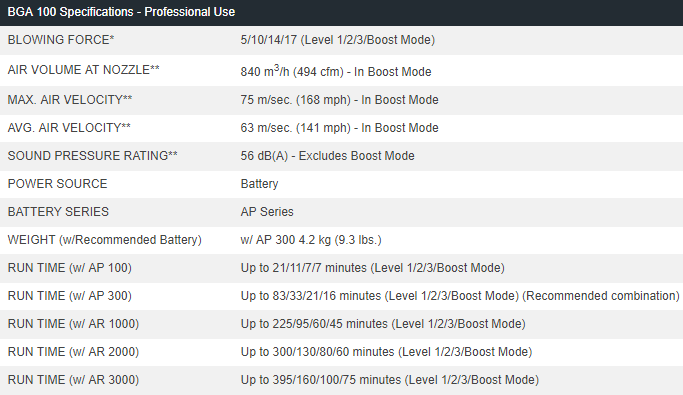 BGA 100 Specifications - Professional Use
BLOWING FORCE* 5/10/14/17 (Level 1/2/3/Boost Mode)
AIR VOLUME AT NOZZLE** 840 m³/h (494 cfm) - In Boost Mode
MAX. AIR VELOCITY** 75 m/sec. (168 mph) - In Boost Mode
AVG. AIR VELOCITY** 63 m/sec. (141 mph) - In Boost Mode
SOUND PRESSURE RATING** 56 dB(A) - Excludes Boost Mode
POWER SOURCE Battery
BATTERY SERIES AP Series
WEIGHT (w/Recommended Battery) w/ AP 300 4.2 kg (9.3 lbs.)
RUN TIME (w/ AP 100) Up to 21/11/7/7 minutes (Level 1/2/3/Boost Mode)
RUN TIME (w/ AP 300) Up to 83/33/21/16 minutes (Level 1/2/3/Boost Mode) (Recommended combination)
RUN TIME (w/ AR 1000) Up to 225/95/60/45 minutes (Level 1/2/3/Boost Mode)
RUN TIME (w/ AR 2000) Up to 300/130/80/60 minutes (Level 1/2/3/Boost Mode)
RUN TIME (w/ AR 3000) Up to 395/160/100/75 minutes (Level 1/2/3/Boost Mode)